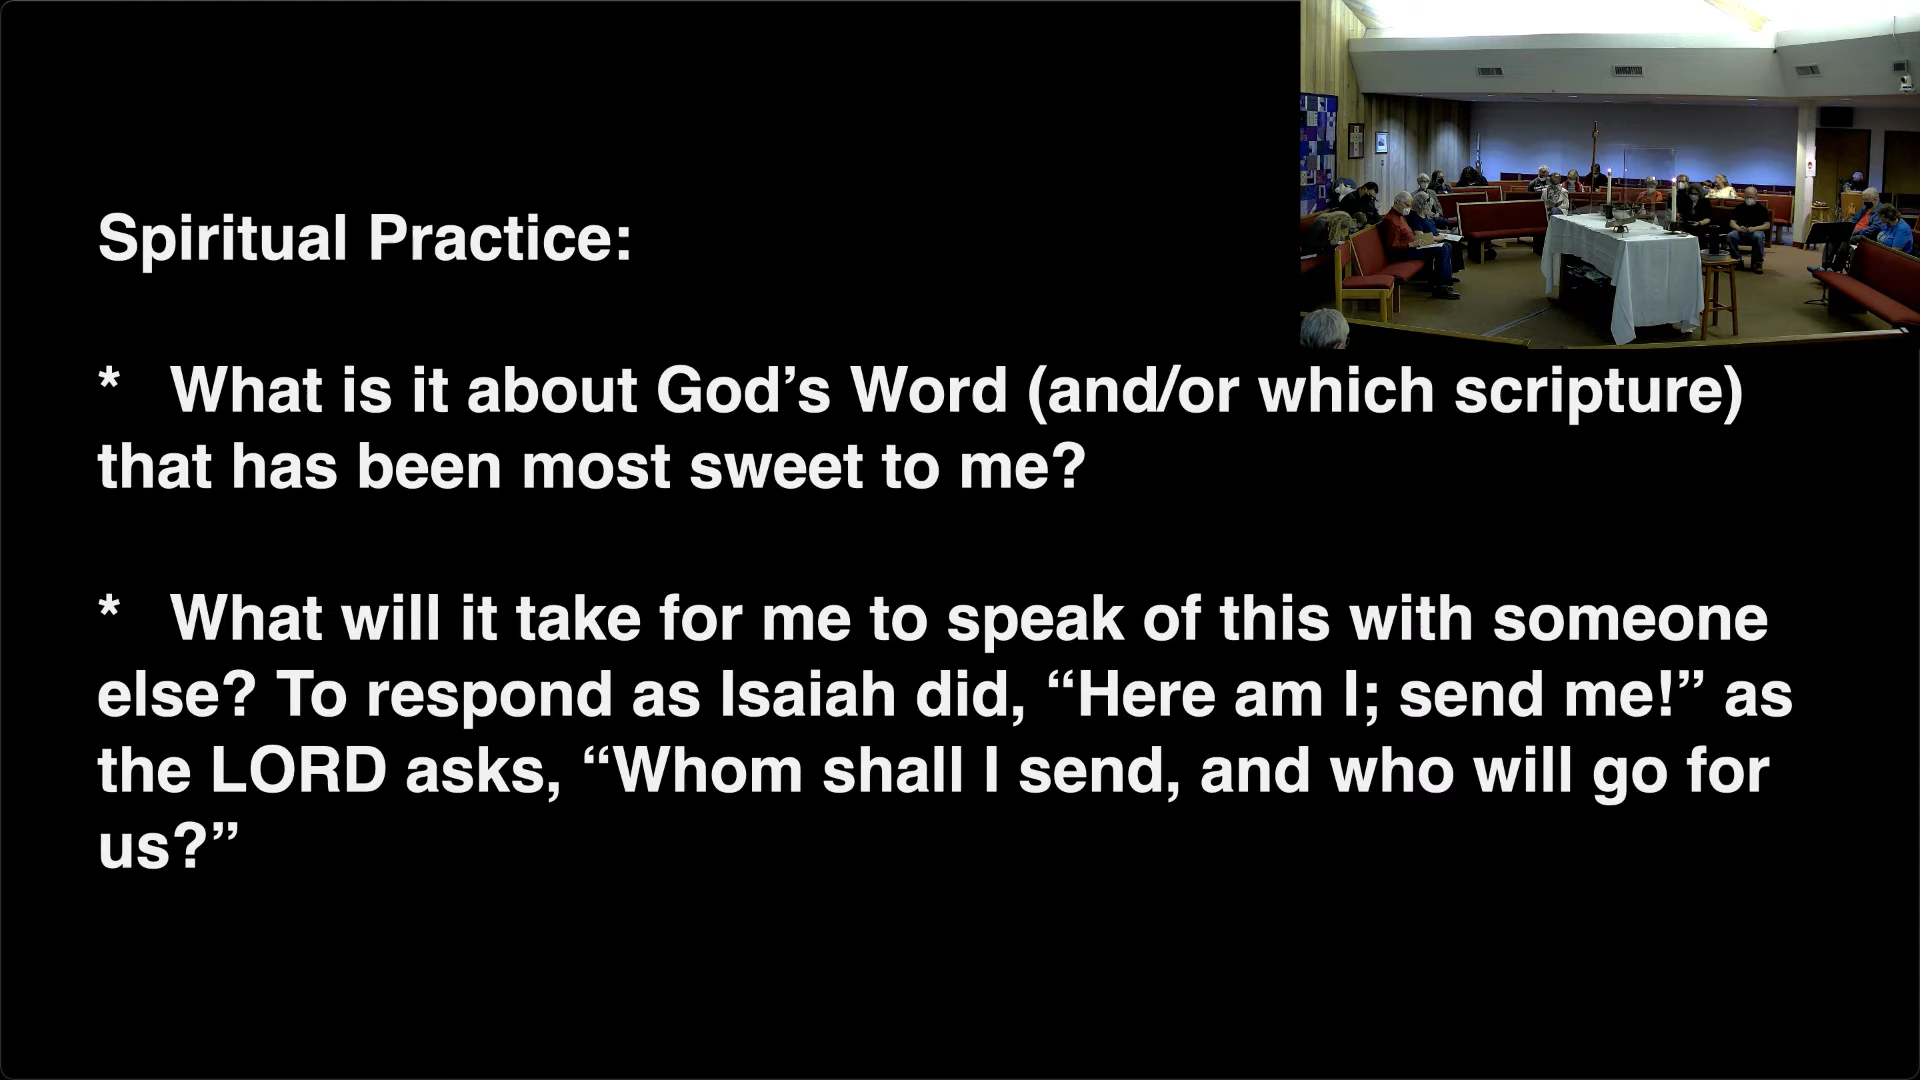 Spiritual Practice:
* What is it about God’s Word (and/or which scripture)
that has been most sweet to me?
* What will it take for me to speak of this with someone
else? To respond as Isaiah did, “Here am I; send me!” as
the LORD asks, “Whom shall I send, and who will go for
us?”